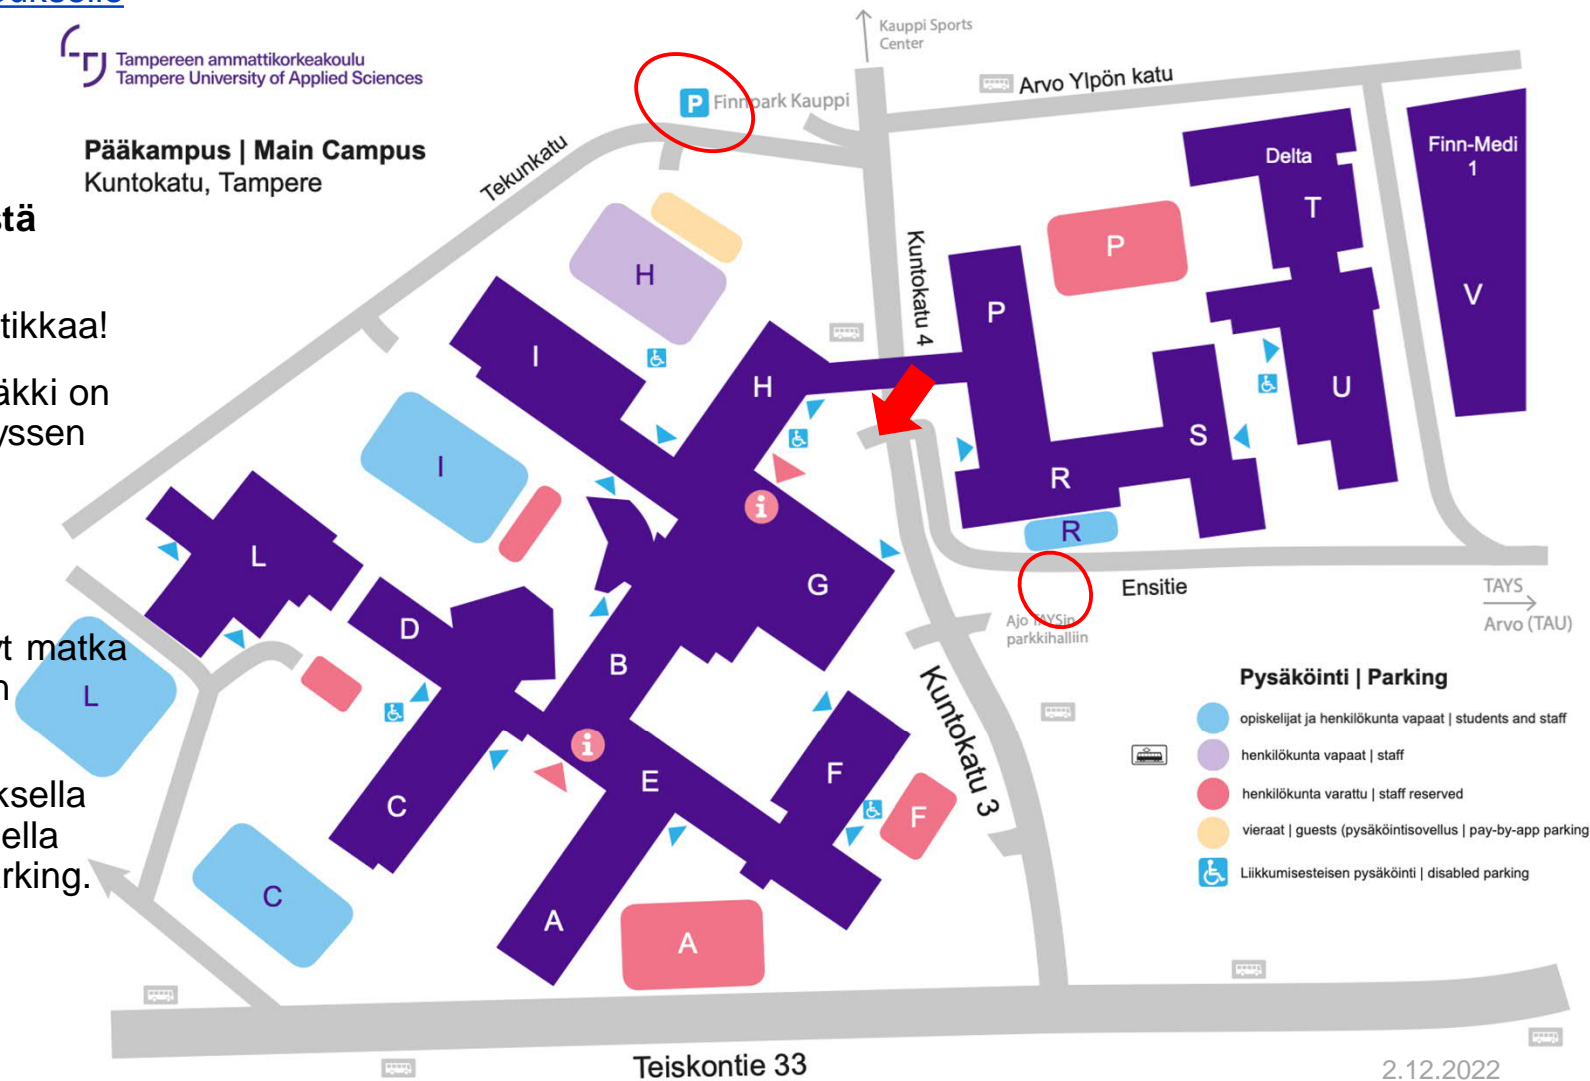 Tampereen ammattikorkeakoulu
Tampere University of Applied Sciences
Pääkampus | Main Campus
Kuntokatu, Tampere
stä
tikkaa!
äkki on
yssen
yt matka
n
ksella
ella
arking.
Kauppi Sports
Center
P Finnpark Kauppi
Arvo Ylpön katu
Tekunkatu
Kuntokatu 4
Delta
Finn-Medi
1
T
P
H
P
V
I
H
U
S
I
R
i
R
L
G
Ensitie
TAYS
Arvo (TAU)
D
Ajo TAYSin
parkkihalliin
B
L
Kuntokatu 3
i
E
F
C
F
C
A
A
Pysäköinti | Parking
opiskelijat ja henkilökunta vapaat | students and staff
henkilökunta vapaat | staff
henkilökunta varattu | staff reserved
vieraat | guests (pysäköintisovellus | pay-by-app parking
Liikkumisesteisen pysäköinti | disabled parking
Teiskontie 33
2.12.2022